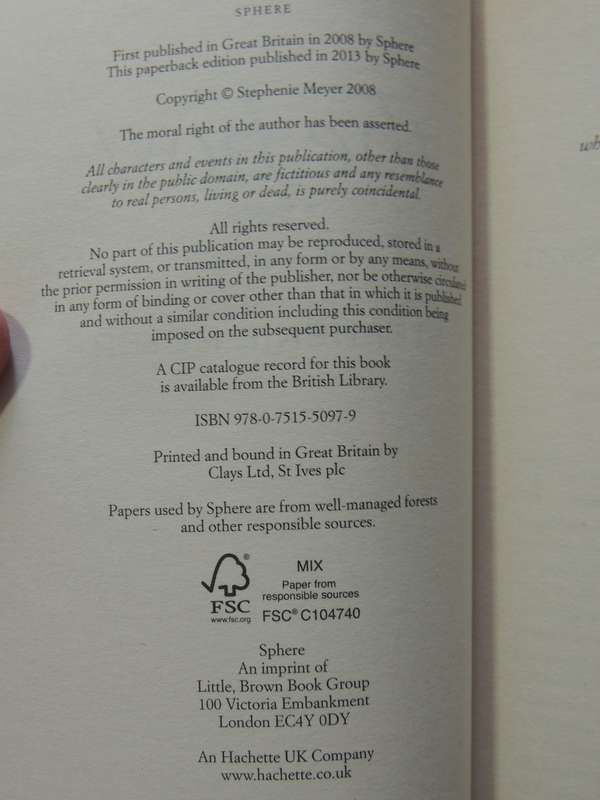 SPHERE
First published in Great Britain in 2008 by Sphere
This paperback edition published in 2013 by Sphere
Copyright © Stephenie Meyer 2008
The moral right of the author has been asserted.
All characters and events in this publication, other than those
clearly in the public domain, are fictitious and any resemblance
to real persons, living or dead, is purely coincidental.
All rights reserved.
No part of this publication may be reproduced, stored in a
retrieval system, or transmitted, in any form or by any means, without
the prior permission in writing of the publisher, nor be otherwise circulated
in any form of binding or cover other than that in which it is published
and without a similar condition including this condition being
imposed on the subsequent purchaser.
A CIP catalogue record for this book
is available from the British Library.
ISBN 978-0-7515-5097-9
Printed and bound in Great Britain by
Clays Ltd, St Ives plc
Papers used by Sphere are from well-managed forests
and other responsible sources.
®
FSC
www.fsc.org
MIX
Paper from
responsible sources
FSC® C104740
Sphere
An imprint of
Little, Brown Book Group
100 Victoria Embankment
London EC4Y 0DY
An Hachette UK Company
www.hachette.co.uk